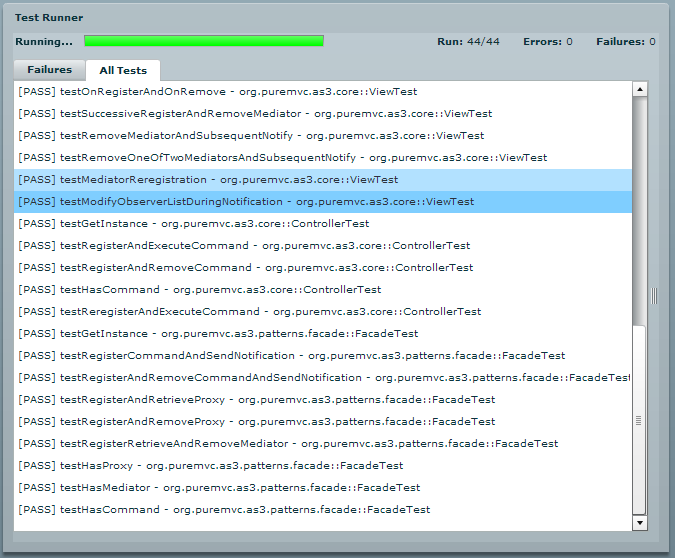 Test Runner
Running... Run: 44/44 Errors: 0 Failures: 0
Failures All Tests
[PASS] testOnRegisterAndOnRemove - org.puremvc.as3.core::ViewTest
[PASS] testSuccessiveRegisterAndRemoveMediator - org.puremvc.as3.core::ViewTest
[PASS] testRemoveMediatorAndSubsequentNotify - org.puremvc.as3.core::ViewTest
[PASS] testRemoveOneOfTwoMediatorsAndSubsequentNotify - org.puremvc.as3.core::ViewTest
[PASS] testMediatorReregistration - org.puremvc.as3.core::ViewTest
[PASS] testModifyObserverListDuringNotification - org.puremvc.as3.core::ViewTest
[PASS] testGetInstance - org.puremvc.as3.core::ControllerTest
[PASS] testRegisterAndExecuteCommand - org.puremvc.as3.core::ControllerTest
[PASS] testRegisterAndRemoveCommand - org.puremvc.as3.core::ControllerTest
[PASS] testHasCommand - org.puremvc.as3.core::ControllerTest
[PASS] testReregisterAndExecuteCommand - org.puremvc.as3.core::ControllerTest
[PASS] testGetInstance - org.puremvc.as3.patterns.facade::FacadeTest
[PASS] testRegisterCommandAndSendNotification - org.puremvc.as3.patterns.facade::FacadeTest
[PASS] testRegisterAndRemoveCommandAndSendNotification - org.puremvc.as3.patterns.facade::FacadeTest
[PASS] testRegisterAndRetrieveProxy - org.puremvc.as3.patterns.facade::FacadeTest
[PASS] testRegisterAndRemoveProxy - org.puremvc.as3.patterns.facade::FacadeTest
[PASS] testRegisterRetrieveAndRemoveMediator - org.puremvc.as3.patterns.facade::FacadeTest
[PASS] testHasProxy - org.puremvc.as3.patterns.facade::FacadeTest
[PASS] testHasMediator - org.puremvc.as3.patterns.facade::FacadeTest
[PASS] testHasCommand - org.puremvc.as3.patterns.facade::FacadeTest